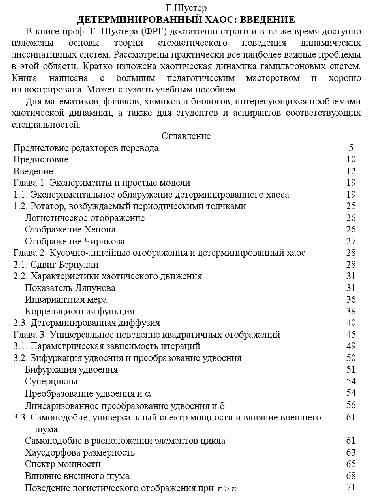 Г.Шустер
ДЕТЕРМИНИРОВАННЫЙ ХАОС: ВВЕДЕНИЕ
В книге проф. Г. Шустера (ФРГ) достаточно строго и в то же время доступно
изложены основы теории стохастического поведения динамических
диссипативных систем. Рассмотрены практически все наиболее важные проблемы
в этой области. Кратко изложена хаотическая динамика гамильтоновых систем.
Книга написана с большим педагогическим мастерством и хорошо
иллюстрирована. Может служить учебным пособием.
Для математиков, физиков, химиков и биологов, интересующихся проблемами
хаотической динамики, а также для студентов и аспирантов соответствующих
специальностей.
Оглавление
Предисловие редакторов перевода 5
Предисловие 10
Введение 12
Глава 1. Эксперименты и простые модели 19
1.1. Экспериментальное обнаружение детерминированного хаоса 19
1.2. Ротатор, возбуждаемый периодическими толчками 25
Логистическое отображение 26
Отображение Хенона 26
Отображение Чирикова 27
Глава 2. Кусочно-линейные отображения и детерминированный хаос 28
2.1. Сдвиг Бернулли 28
2.2. Характеристики хаотического движения 31
Показатель Ляпунова 31
Инвариантная мера 36
Корреляционная функция 38
2.3. Детерминированная диффузия 40
Глава 3. Универсальное поведение квадратичных отображений 45
3.1. Параметрическая зависимость итераций 49
3.2. Бифуркация удвоения и преобразование удвоения 50
Бифуркация удвоения 51
Суперциклы 54
Преобразование удвоения и α 54
Линеаризованное преобразование удвоения и δ 56
3.3. Самоподобие, универсальный спектр мощности и влияние внешнего 61
шума
Самоподобие в расположении элементов цикла 61
Хаусдорфова размерность 63
Спектр мощности 65
Влияние внешнего шума 68
Поведение логистического отображения при r > r 71